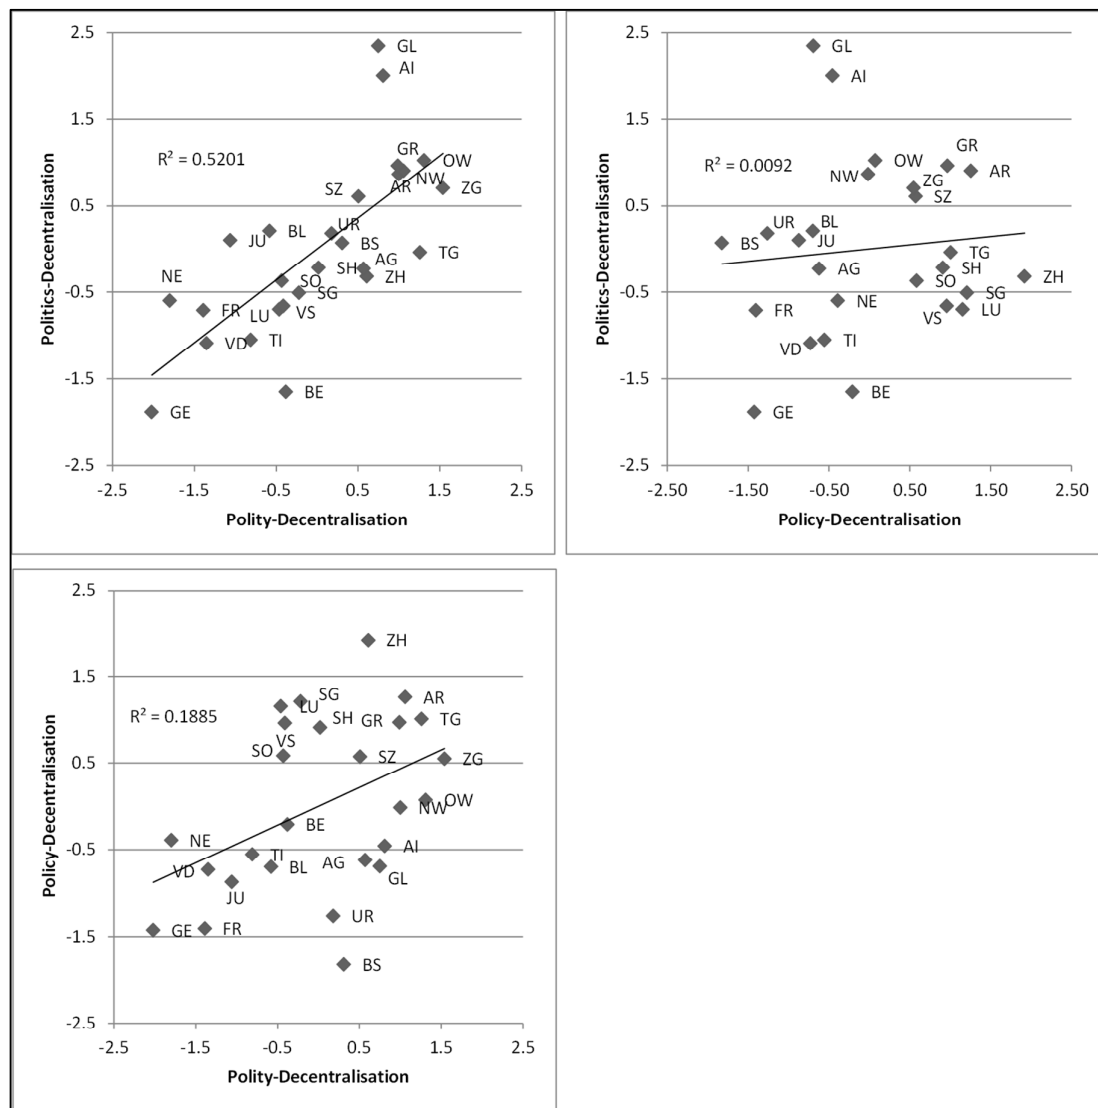 2.5
GL
AI
1.5
R² = 0.5201
GR
OW
NW
AR
ZG
SZ
0.5
UR
BL
JU
BS
AG
TG
SH
ZH
SO
NE
-0.5
SG
FR
LU
VS
VD
TI
-1.5
BE
GE
-2.5
-2.5 -1.5 -0.5 0.5 1.5 2.5
Politics-Decentralisation
Polity-Decentralisation
2.5
GL
AI
1.5
R² = 0.0092
GR
OW
AR
NW
ZG
SZ
0.5
UR
BL
BS
JU
TG
AG
SH
SO
ZH
-0.5
NE
SG
FR
VS
LU
VD
TI
-1.5
BE
GE
-2.5
-2.50 -1.50 -0.50 0.50 1.50 2.50
Politics-Decentralisation
Policy-Decentralisation
2.5
ZH
1.5
R² = 0.1885
SG
AR
LU
SH
GR
TG
VS
SO
SZ
ZG
0.5
OW
NW
BE
NE
AI
-0.5
TI
AG
VD
BL
GL
JU
UR
-1.5
GE
FR
BS
-2.5
-2.5 -1.5 -0.5 0.5 1.5 2.5
Policy-Decentralisation
Polity-Decentralisation